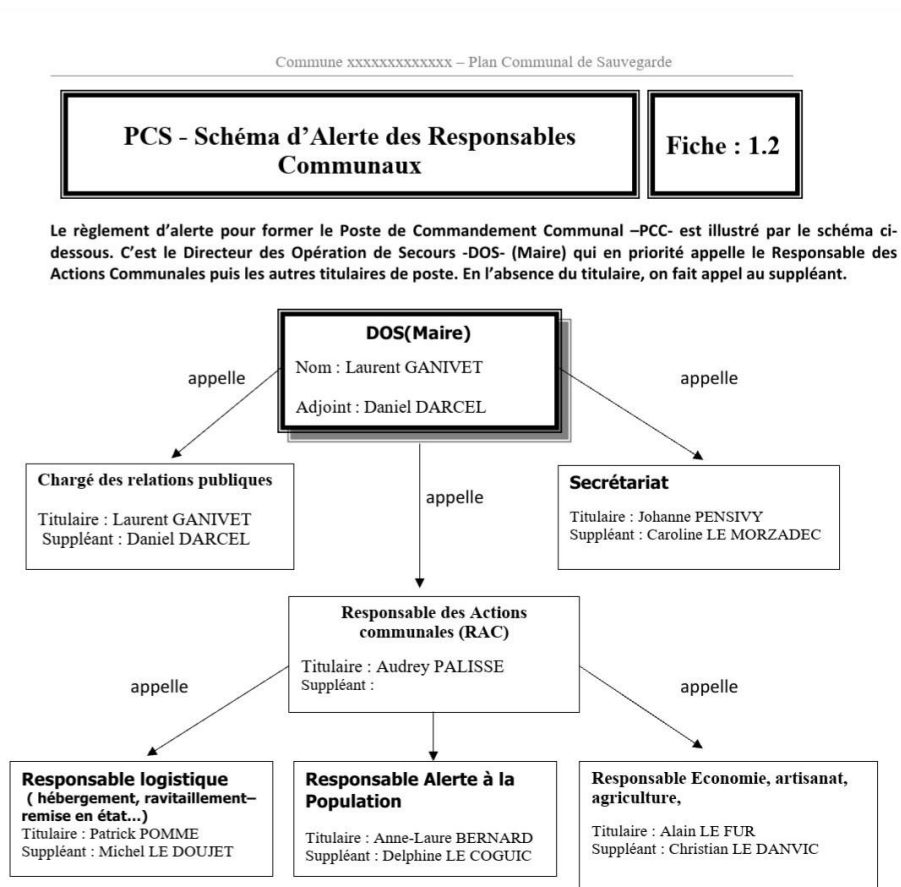 Commune xxxxxxxxxxxxx – Plan Communal de Sauvegarde
PCS - Schéma d'Alerte des Responsables
Communaux
Fiche : 1.2
Le règlement d'alerte pour former le Poste de Commandement Communal –PCC- est illustré par le schéma ci-
dessous. C'est le Directeur des Opération de Secours -DOS- (Maire) qui en priorité appelle le Responsable des
Actions Communales puis les autres titulaires de poste. En l'absence du titulaire, on fait appel au suppléant.
DOS(Maire)
Nom : Laurent GANIVET
Adjoint : Daniel DARCEL
appelle
appelle
Chargé des relations publiques
Titulaire : Laurent GANIVET
Suppléant : Daniel DARCEL
appelle
Secrétariat
Titulaire : Johanne PENSIVY
Suppléant : Caroline LE MORZADEC
Responsable des Actions
communales (RAC)
Titulaire : Audrey PALISSE
Suppléant :
appelle
appelle
Responsable logistique
( hébergement, ravitaillement–
remise en état...)
Titulaire : Patrick POMME
Suppléant : Michel LE DOUJET
Responsable Alerte à la
Population
Titulaire : Anne-Laure BERNARD
Suppléant : Delphine LE COGUIC
Responsable Economie, artisanat,
agriculture,
Titulaire : Alain LE FUR
Suppléant : Christian LE DANVIC